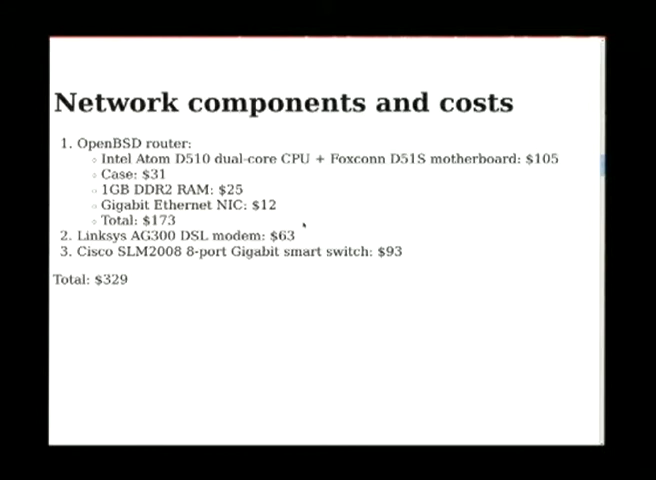 Network components and costs
1. OpenBSD router:
◦ Intel Atom D510 dual-core CPU + Foxconn D51S motherboard: $105
◦ Case: $31
◦ 1GB DDR2 RAM: $25
◦ Gigabit Ethernet NIC: $12
◦ Total: $173
2. Linksys AG300 DSL modem: $63
3. Cisco SLM2008 8-port Gigabit smart switch: $93
Total: $329